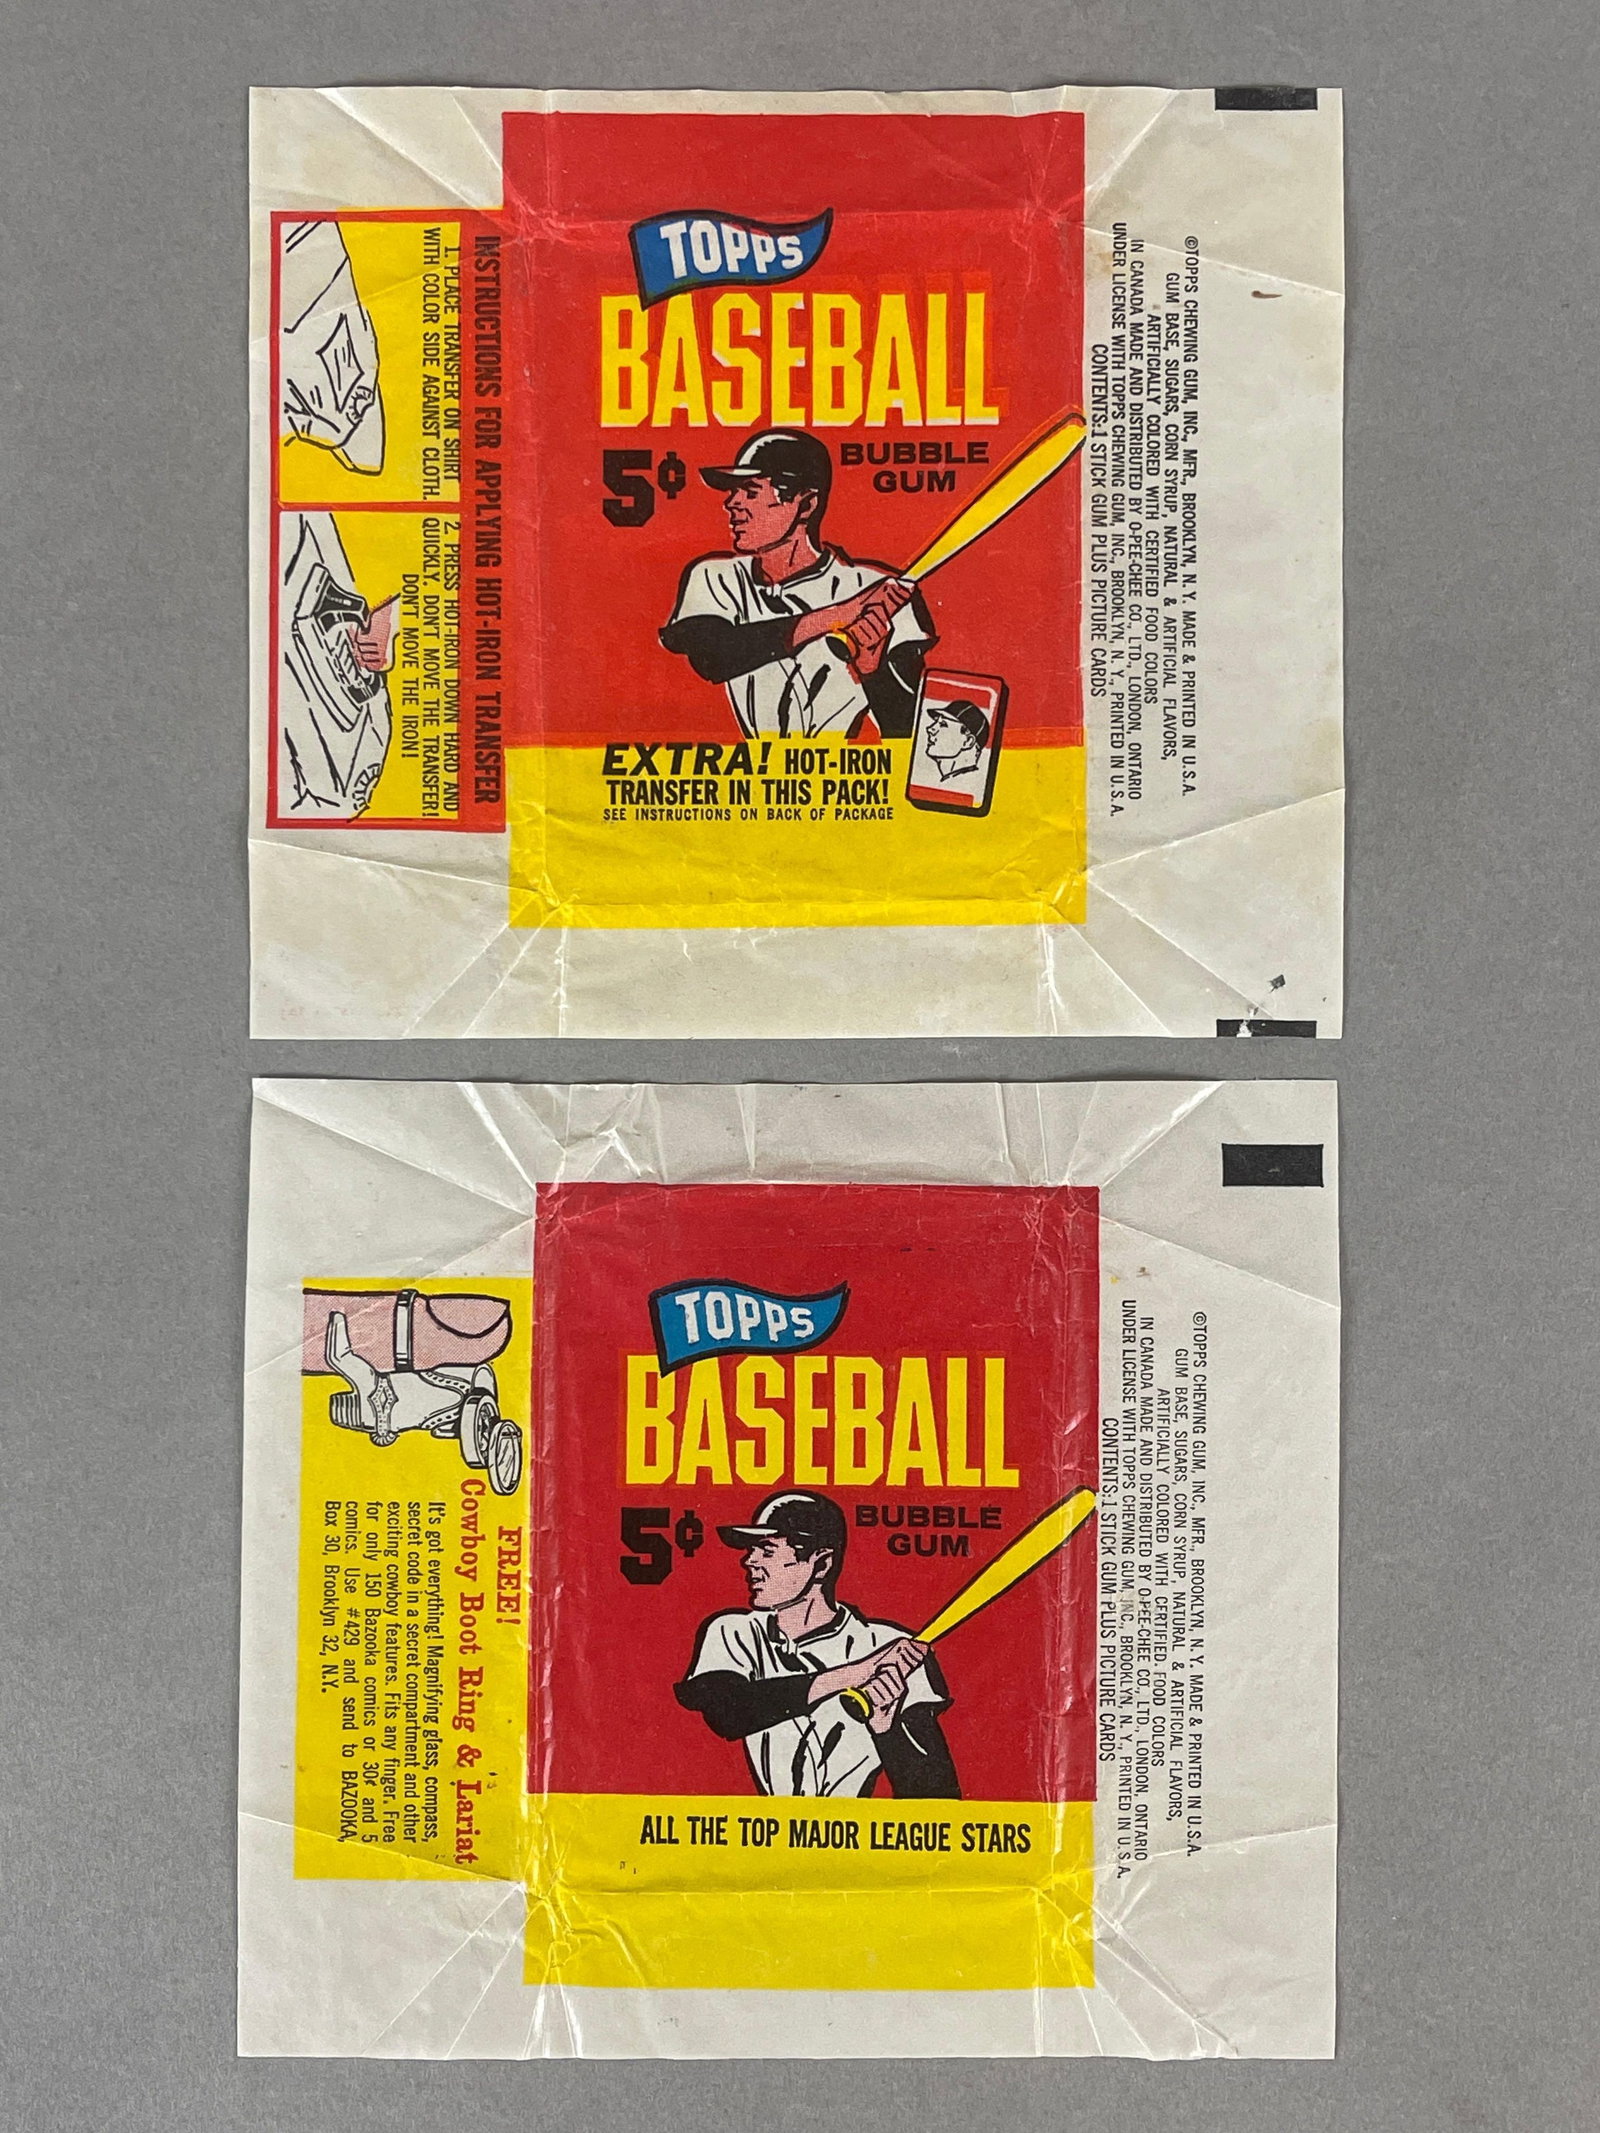 TOPPS
BASEBALL
5¢
BUBBLE
GUM
EXTRA! HOT-IRON
TRANSFER IN THIS PACK!
SEE INSTRUCTIONS ON BACK OF PACKAGE
INSTRUCTIONS FOR APPLYING HOT-IRON TRANSFER
1. PLACE TRANSFER ON SHIRT
WITH COLOR SIDE AGAINST CLOTH.
2. PRESS HOT-IRON DOWN HARD AND
QUICKLY. DON'T MOVE THE TRANSFER!
DON'T MOVE THE IRON!
©TOPPS CHEWING GUM, INC., MFR., BROOKLYN, N. Y. MADE & PRINTED IN U.S.A.
GUM BASE, SUGARS, CORN SYRUP, NATURAL & ARTIFICIAL FLAVORS,
ARTIFICIALLY COLORED WITH CERTIFIED FOOD COLORS
IN CANADA MADE AND DISTRIBUTED BY O-PEE-CHEE CO., LTD., LONDON, ONTARIO
UNDER LICENSE WITH TOPPS CHEWING GUM, INC., BROOKLYN, N. Y., PRINTED IN U.S.A.
CONTENTS:1 STICK GUM PLUS PICTURE CARDS
TOPPS
BASEBALL
5¢
BUBBLE
GUM
ALL THE TOP MAJOR LEAGUE STARS
FREE!
Cowboy Boot Ring & Lariat
It's got everything! Magnifying glass, compass,
secret code in a secret compartment and other
exciting cowboy features. Fits any finger. Free
for only 150 Bazooka comics or 30¢ and 5
comics. Use #429 and send to BAZOOKA,
Box 30, Brooklyn 32, N.Y.
©TOPPS CHEWING GUM, INC., MFR., BROOKLYN, N. Y. MADE & PRINTED IN U.S.A.
GUM BASE, SUGARS, CORN SYRUP, NATURAL & ARTIFICIAL FLAVORS,
ARTIFICIALLY COLORED WITH CERTIFIED FOOD COLORS
IN CANADA MADE AND DISTRIBUTED BY O-PEE-CHEE CO., LTD., LONDON, ONTARIO
UNDER LICENSE WITH TOPPS CHEWING GUM, INC., BROOKLYN, N. Y., PRINTED IN U.S.A.
CONTENTS:1 STICK GUM PLUS PICTURE CARDS